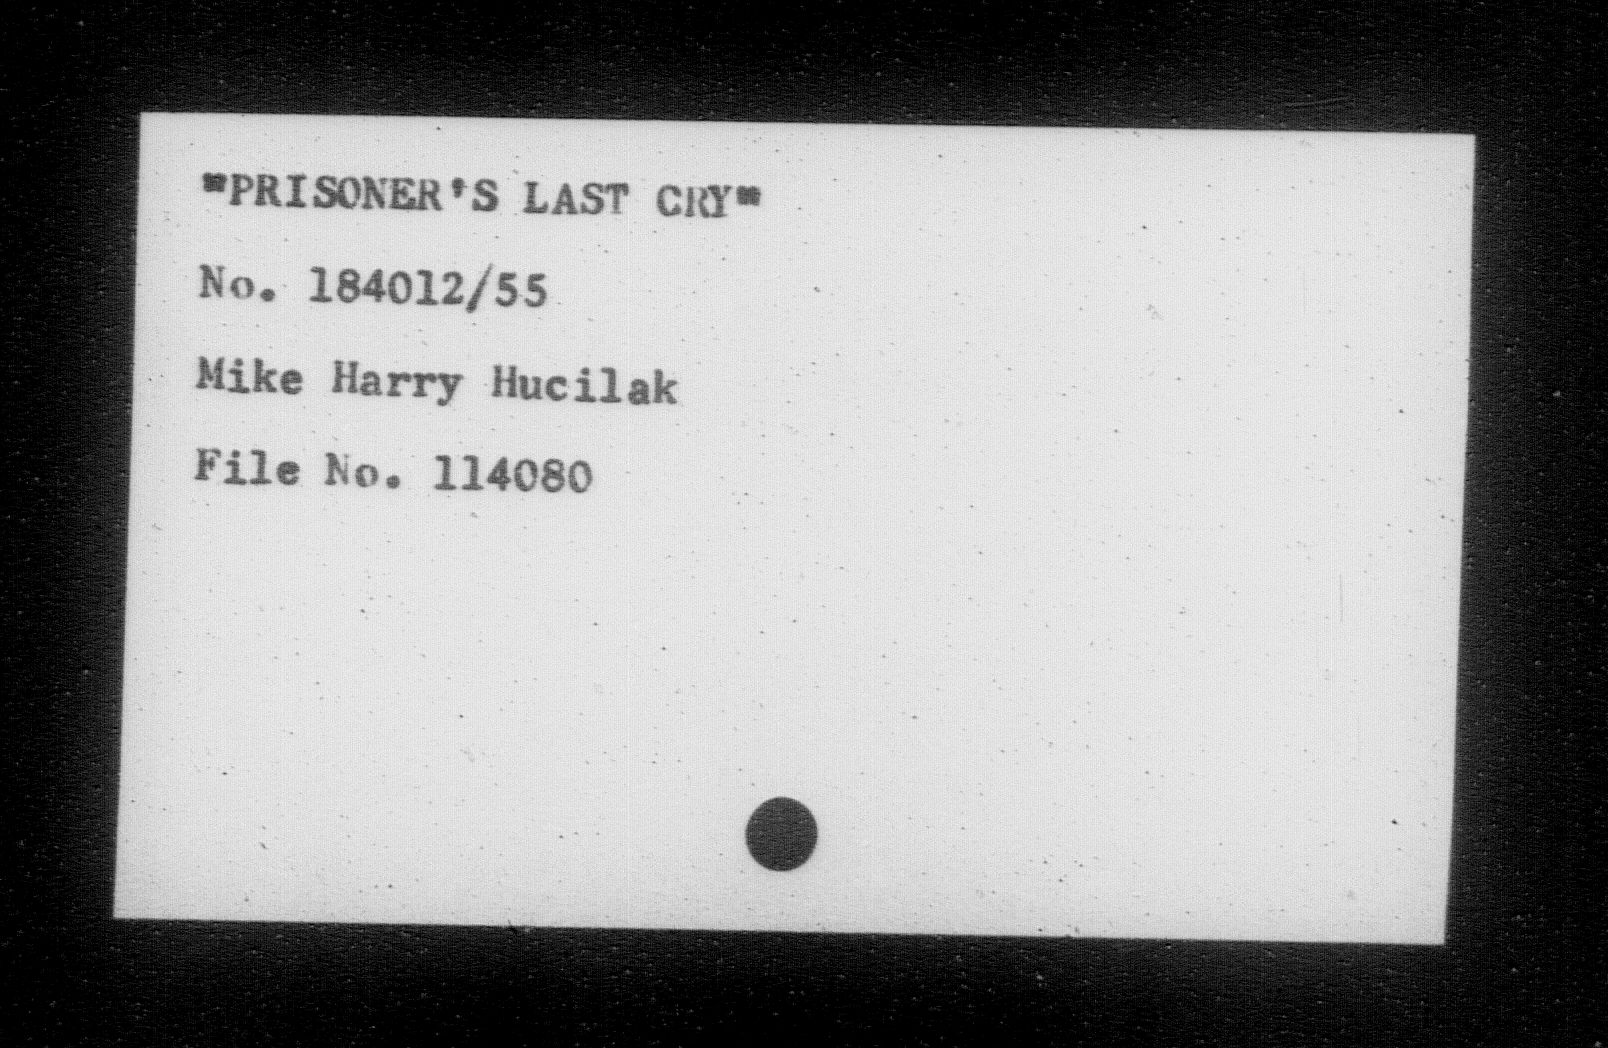 "PRISONER'S LAST CRY"
No. 184012/55
Mike Harry Hucilak
File No. 114080